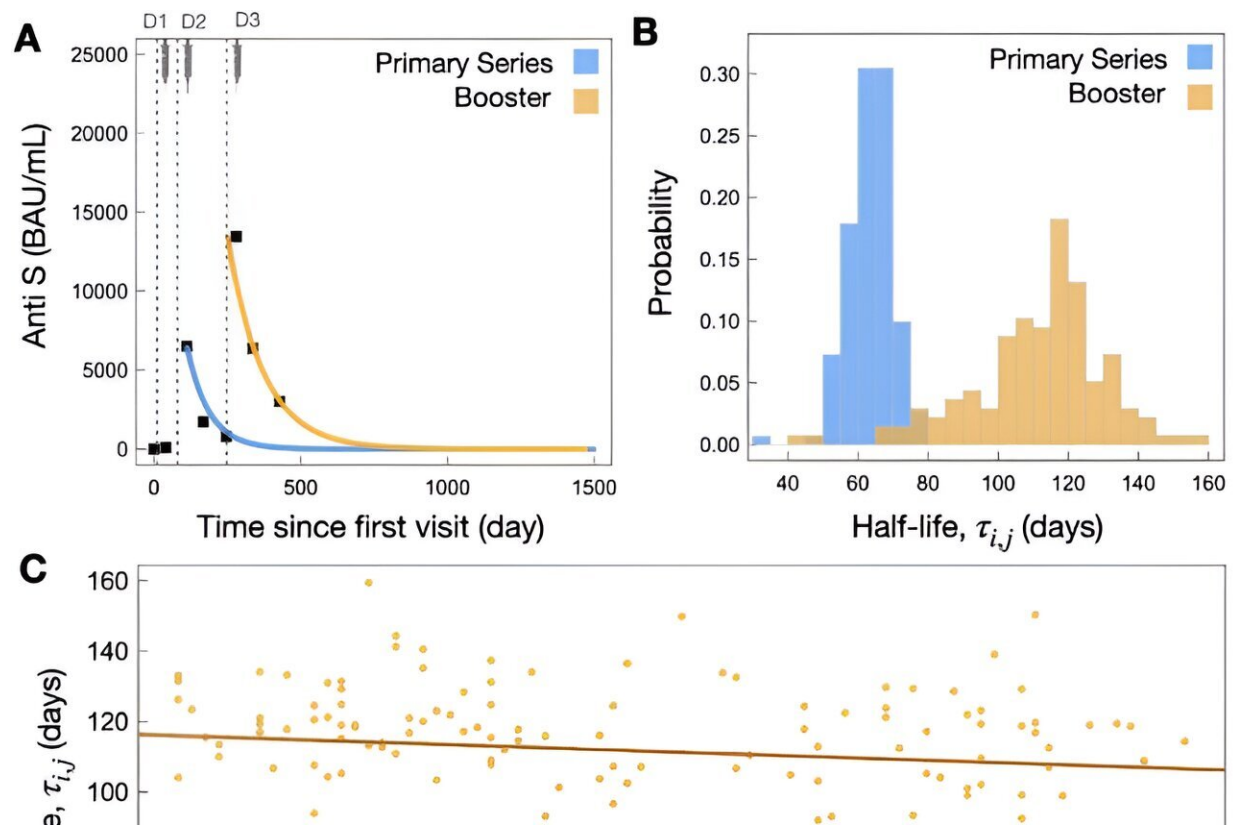 A
D1 D2 D3
25000
20000
15000
10000
5000
0
Anti S (BAU/mL)
Primary Series
Booster
0 500 1000 1500
Time since first visit (day)
B
0.30
0.25
0.20
0.15
0.10
0.05
0.00
Probability
Primary Series
Booster
40 60 80 100 120 140 160
Half-life, τi,j (days)
C
160
140
120
100
e, τi,j (days)